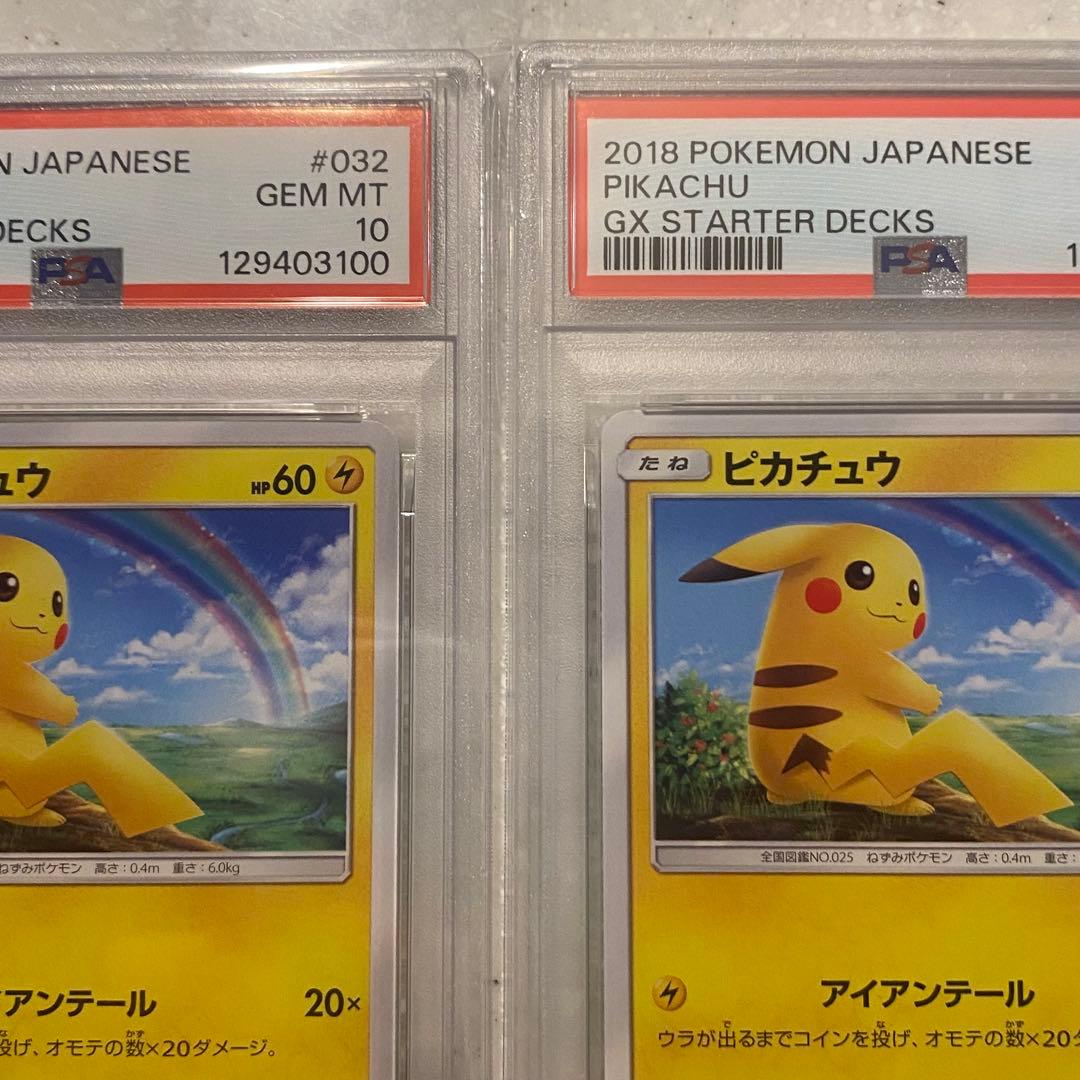 N JAPANESE #032
GEM MT
DECKS 10
PSA 129403100
ュウ HP60
ねずみポケモン 高さ:0.4m 重さ:6.0kg
イアンテール 20×
投げ、オモテの数×20ダメージ。
2018 POKEMON JAPANESE
PIKACHU
GX STARTER DECKS
PSA 1
たね ピカチュウ
全国図鑑NO.025 ねずみポケモン 高さ:0.4m 重さ:
アイアンテール
ウラが出るまでコインを投げ、オモテの数×20